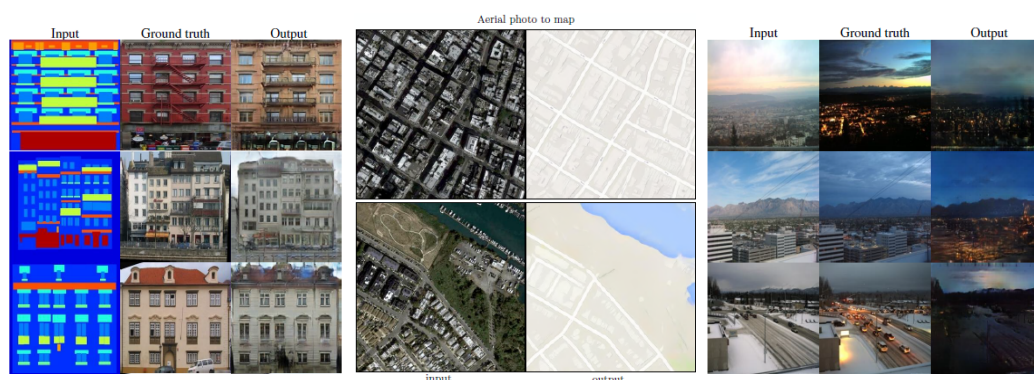 Aerial photo to map
Input Ground truth Output
Input Ground truth Output
input output